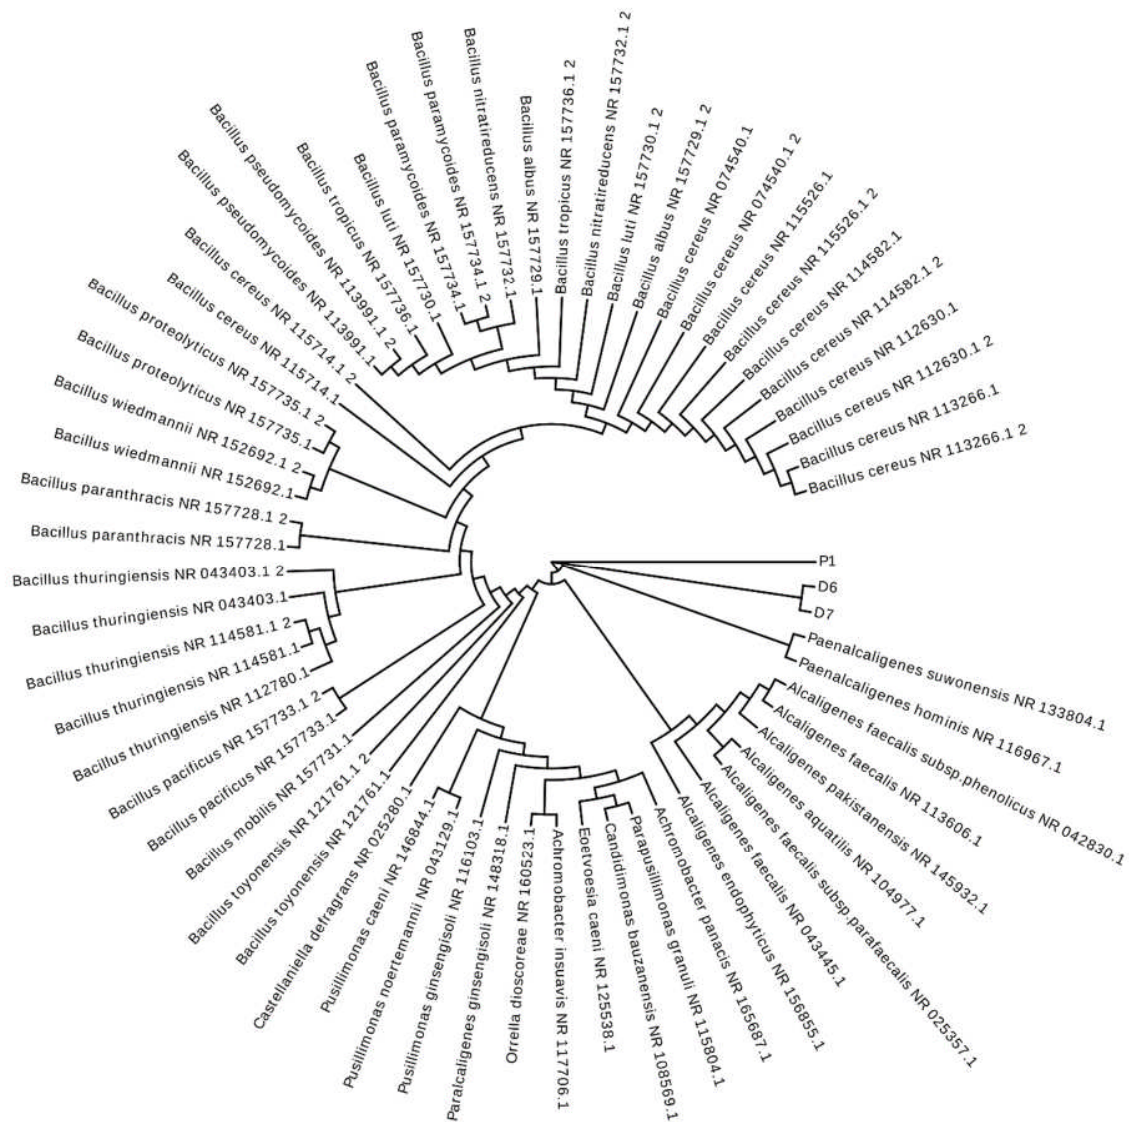 P1
D6
D7
Paenalcaligenes suwonensis NR 133804.1
Paenalcaligenes hominis NR 116967.1
Alcaligenes faecalis subsp.phenolicus NR 042830.1
Alcaligenes faecalis NR 113606.1
Alcaligenes pakistanensis NR 145932.1
Alcaligenes aquatilis NR 104977.1
Alcaligenes faecalis subsp.parafaecalis NR 025357.1
Alcaligenes faecalis NR 043445.1
Alcaligenes endophyticus NR 156855.1
Achromobacter panacis NR 165687.1
Parapusillimonas granuli NR 115804.1
Candidimonas bauzanensis NR 108569.1
Eoetvoesia caeni NR 125538.1
Achromobacter insuavis NR 117706.1
Orrella dioscoreae NR 160523.1
Paralcaligenes ginsengisoli NR 148318.1
Pusillimonas ginsengisoli NR 116103.1
Pusillimonas noertemannii NR 043129.1
Pusillimonas caeni NR 146844.1
Castellaniella defragrans NR 025280.1
Bacillus toyonensis NR 121761.1
Bacillus toyonensis NR 121761.1 2
Bacillus mobilis NR 157731.1
Bacillus pacificus NR 157733.1
Bacillus pacificus NR 157733.1 2
Bacillus thuringiensis NR 112780.1
Bacillus thuringiensis NR 114581.1
Bacillus thuringiensis NR 114581.1 2
Bacillus thuringiensis NR 043403.1
Bacillus thuringiensis NR 043403.1 2
Bacillus paranthracis NR 157728.1
Bacillus paranthracis NR 157728.1 2
Bacillus wiedmannii NR 152692.1
Bacillus wiedmannii NR 152692.1 2
Bacillus proteolyticus NR 157735.1
Bacillus proteolyticus NR 157735.1 2
Bacillus cereus NR 115714.1
Bacillus cereus NR 115714.1 2
Bacillus pseudomycoides NR 113991.1
Bacillus pseudomycoides NR 113991.1 2
Bacillus tropicus NR 157736.1
Bacillus luti NR 157730.1
Bacillus paramycoides NR 157734.1
Bacillus paramycoides NR 157734.1 2
Bacillus nitratireducens NR 157732.1
Bacillus albus NR 157729.1
Bacillus tropicus NR 157736.1 2
Bacillus nitratireducens NR 157732.1 2
Bacillus luti NR 157730.1 2
Bacillus albus NR 157729.1 2
Bacillus cereus NR 074540.1
Bacillus cereus NR 074540.1 2
Bacillus cereus NR 115526.1
Bacillus cereus NR 115526.1 2
Bacillus cereus NR 114582.1
Bacillus cereus NR 114582.1 2
Bacillus cereus NR 112630.1
Bacillus cereus NR 112630.1 2
Bacillus cereus NR 113266.1
Bacillus cereus NR 113266.1 2